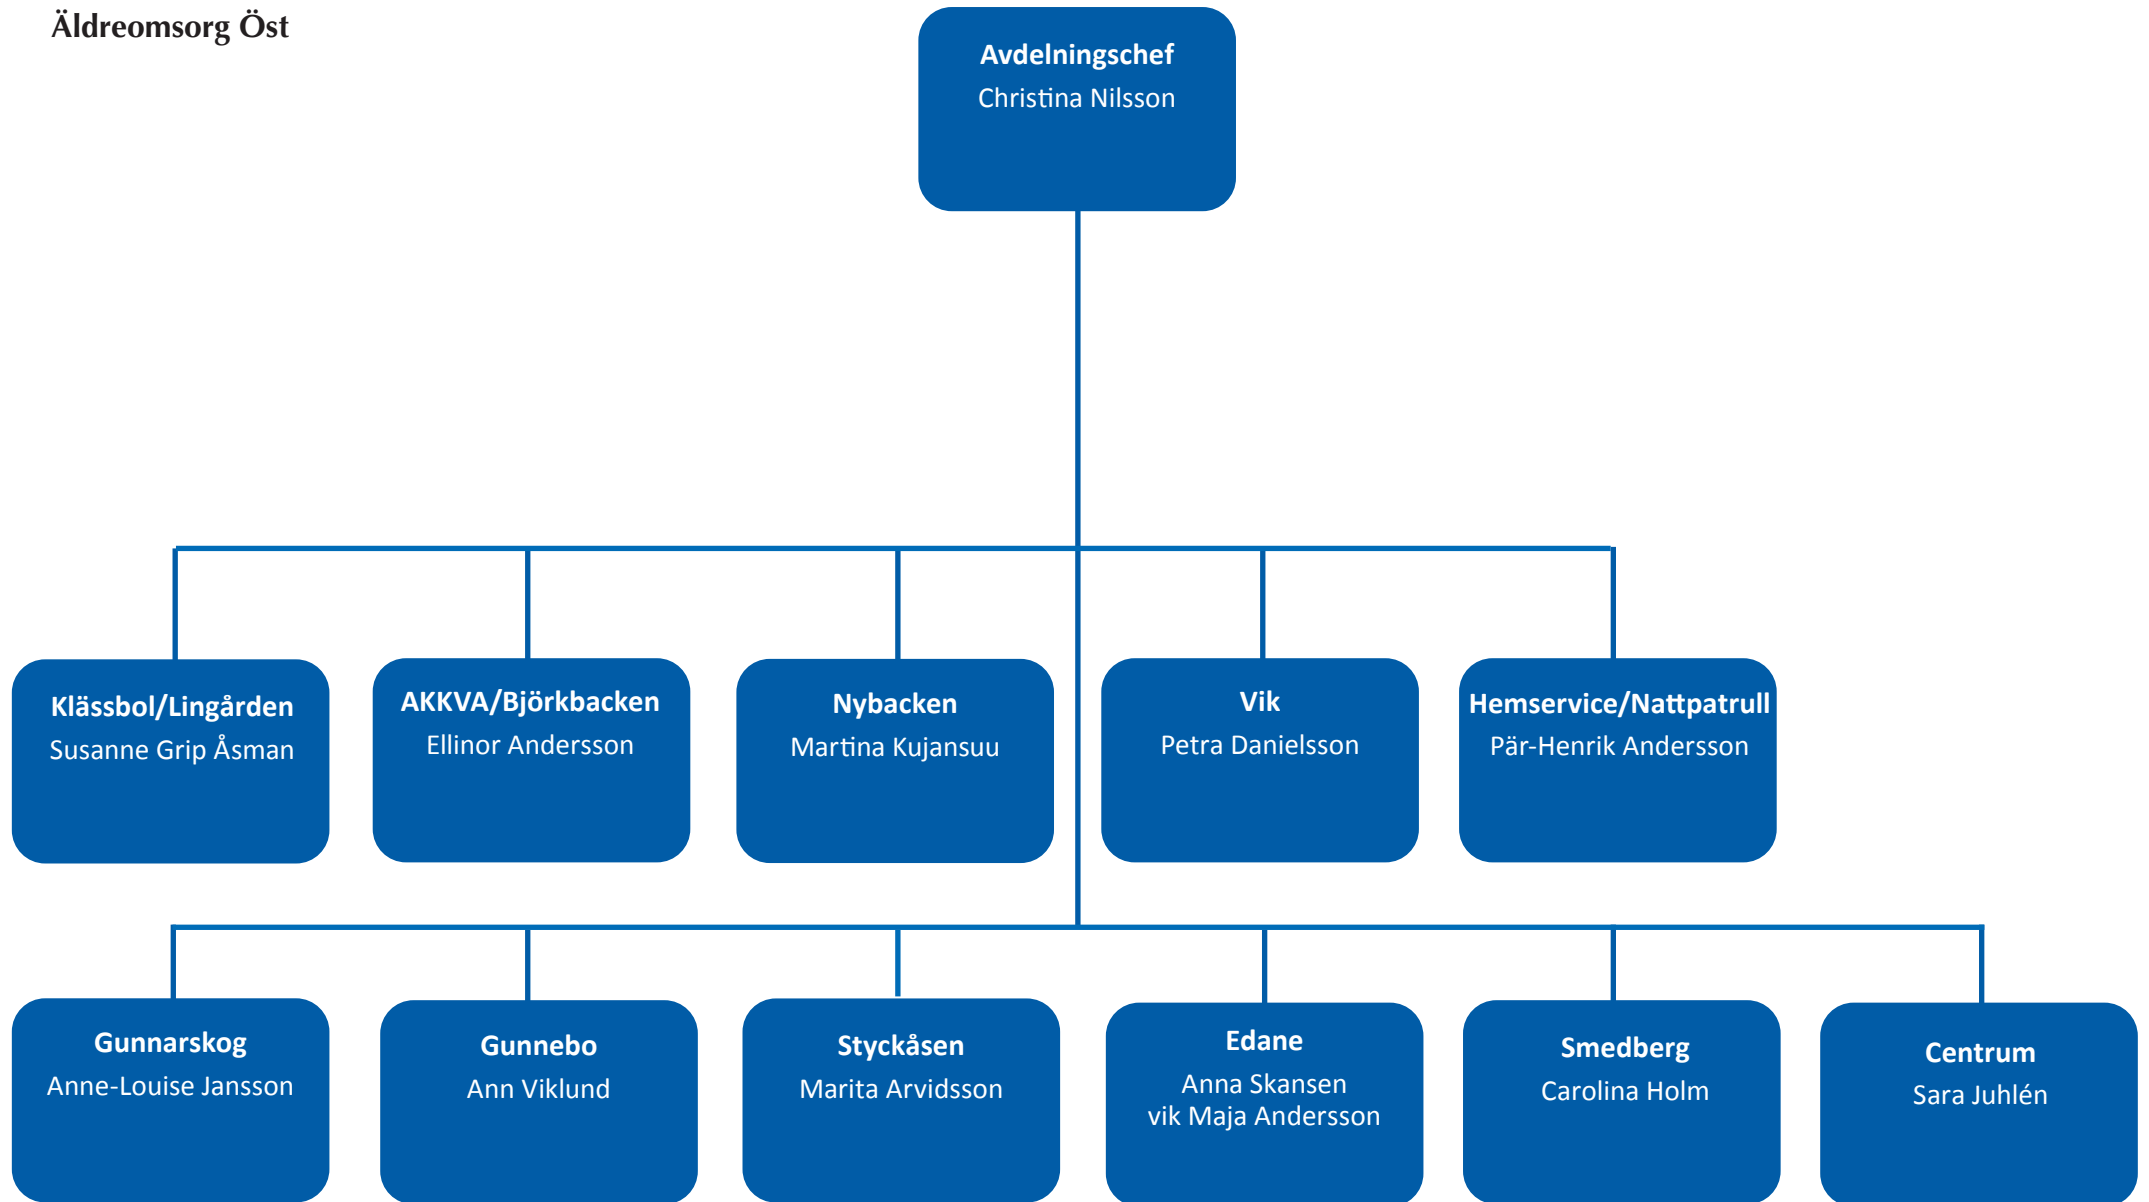 Äldreomsorg Öst
Avdelningschef
Christina Nilsson
Klässbol/Lingården
Susanne Grip Åsman
AKKVA/Björkbacken
Ellinor Andersson
Nybacken
Martina Kujansuu
Vik
Petra Danielsson
Hemservice/Nattpatrull
Pär-Henrik Andersson
Gunnarskog
Anne-Louise Jansson
Gunnebo
Ann Viklund
Styckåsen
Marita Arvidsson
Edane
Anna Skansen
vik Maja Andersson
Smedberg
Carolina Holm
Centrum
Sara Juhlén